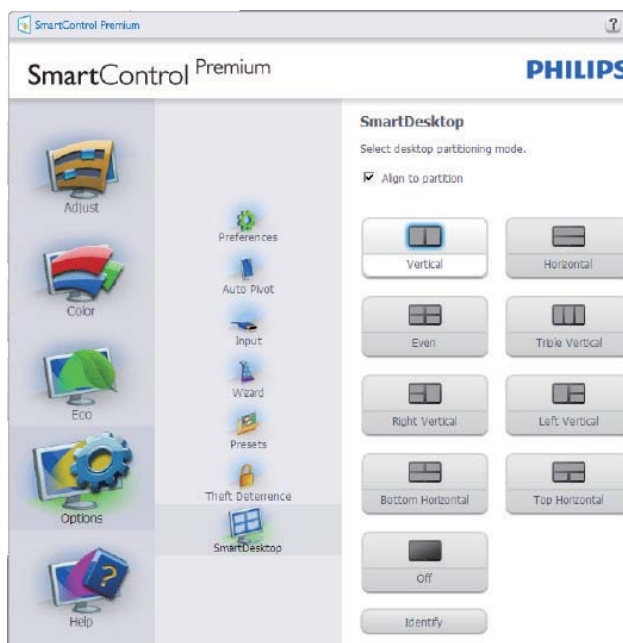 SmartControl Premium
?
SmartControl Premium
PHILIPS
Adjust
Color
Eco
Options
Help
Preferences
Auto Pivot
Input
Wizard
Presets
Theft Deterrence
SmartDesktop
SmartDesktop
Select desktop partitioning mode.
Align to partition
Vertical
Horizontal
Even
Triple Vertical
Right Vertical
Left Vertical
Bottom Horizontal
Top Horizontal
Off
Identify